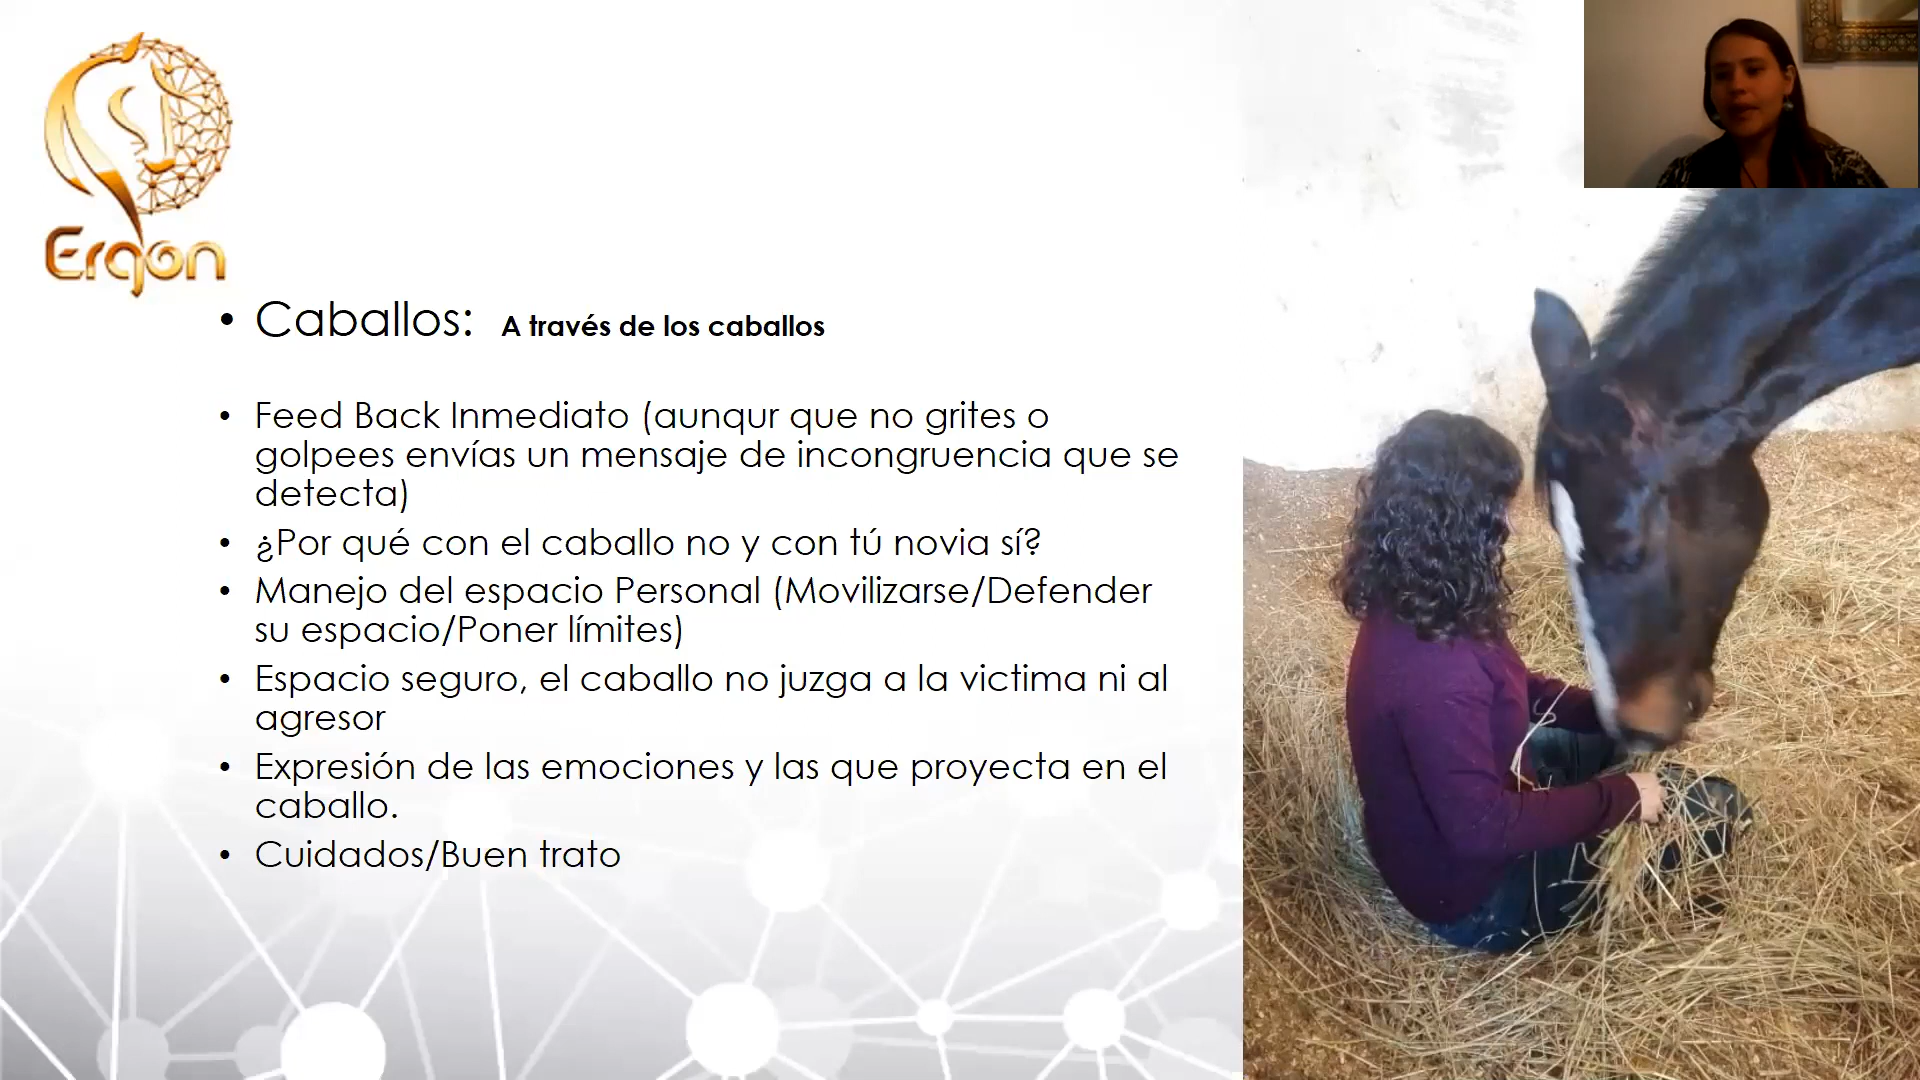 Ergon
• Caballos: A través de los caballos
• Feed Back Inmediato (aunqur que no grites o
golpees envías un mensaje de incongruencia que se
detecta)
• ¿Por qué con el caballo no y con tú novia sí?
• Manejo del espacio Personal (Movilizarse/Defender
su espacio/Poner límites)
• Espacio seguro, el caballo no juzga a la victima ni al
agresor
• Expresión de las emociones y las que proyecta en el
caballo.
• Cuidados/Buen trato